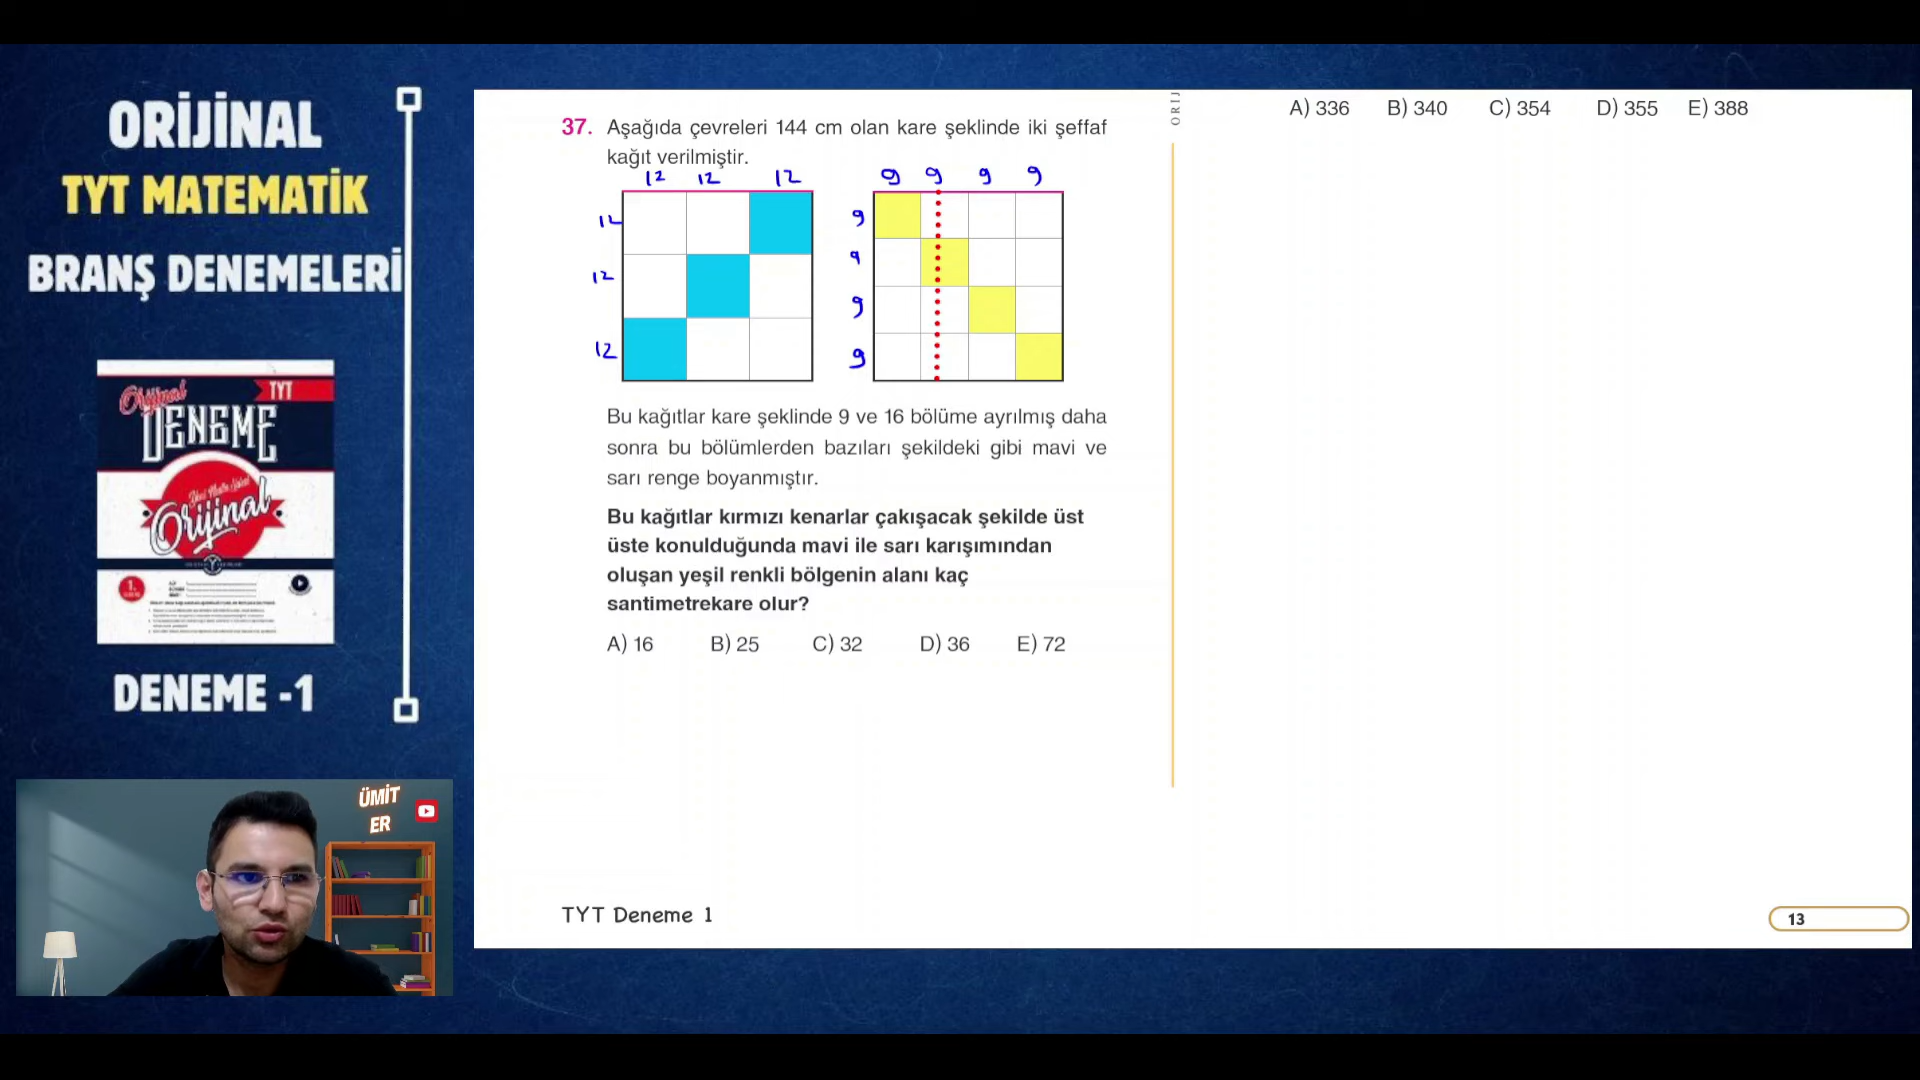 ORİJİNAL
TYT MATEMATİK
BRANŞ DENEMELERİ
Orijinal
TYT
DENEME
Orijinal
1.
DENEME -1
ÜMİT
ER
37. Aşağıda çevreleri 144 cm olan kare şeklinde iki şeffaf
kağıt verilmiştir.
12 12 12
12
12
12
9 9 9 9
9
9
9
9
Bu kağıtlar kare şeklinde 9 ve 16 bölüme ayrılmış daha
sonra bu bölümlerden bazıları şekildeki gibi mavi ve
sarı renge boyanmıştır.
Bu kağıtlar kırmızı kenarlar çakışacak şekilde üst
üste konulduğunda mavi ile sarı karışımından
oluşan yeşil renkli bölgenin alanı kaç
santimetrekare olur?
A) 16 B) 25 C) 32 D) 36 E) 72
TYT Deneme 1
ORIJ
A) 336 B) 340 C) 354 D) 355 E) 388
13